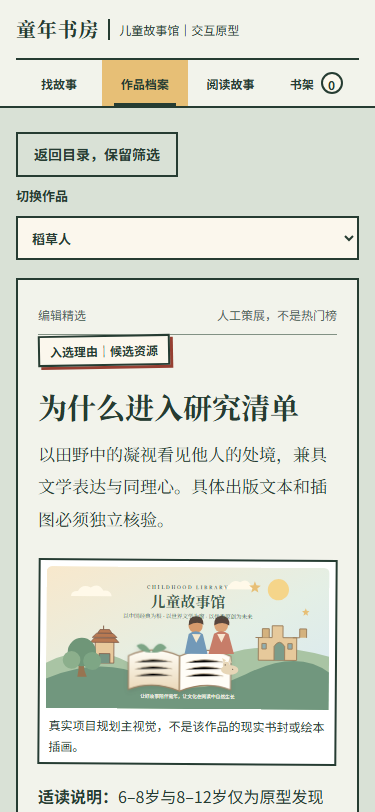 童年书房 儿童故事馆｜交互原型
找故事 作品档案 阅读故事 书架 0
返回目录，保留筛选
切换作品
稻草人
编辑精选 人工策展，不是热门榜
入选理由｜候选资源
为什么进入研究清单
以田野中的凝视看见他人的处境，兼具
文学表达与同理心。具体出版文本和插
图必须独立核验。
CHILDHOOD LIBRARY
儿童故事馆
真实项目规划主视觉，不是该作品的现实书封或绘本
插画。
适读说明：6–8岁与8–12岁仅为原型发现